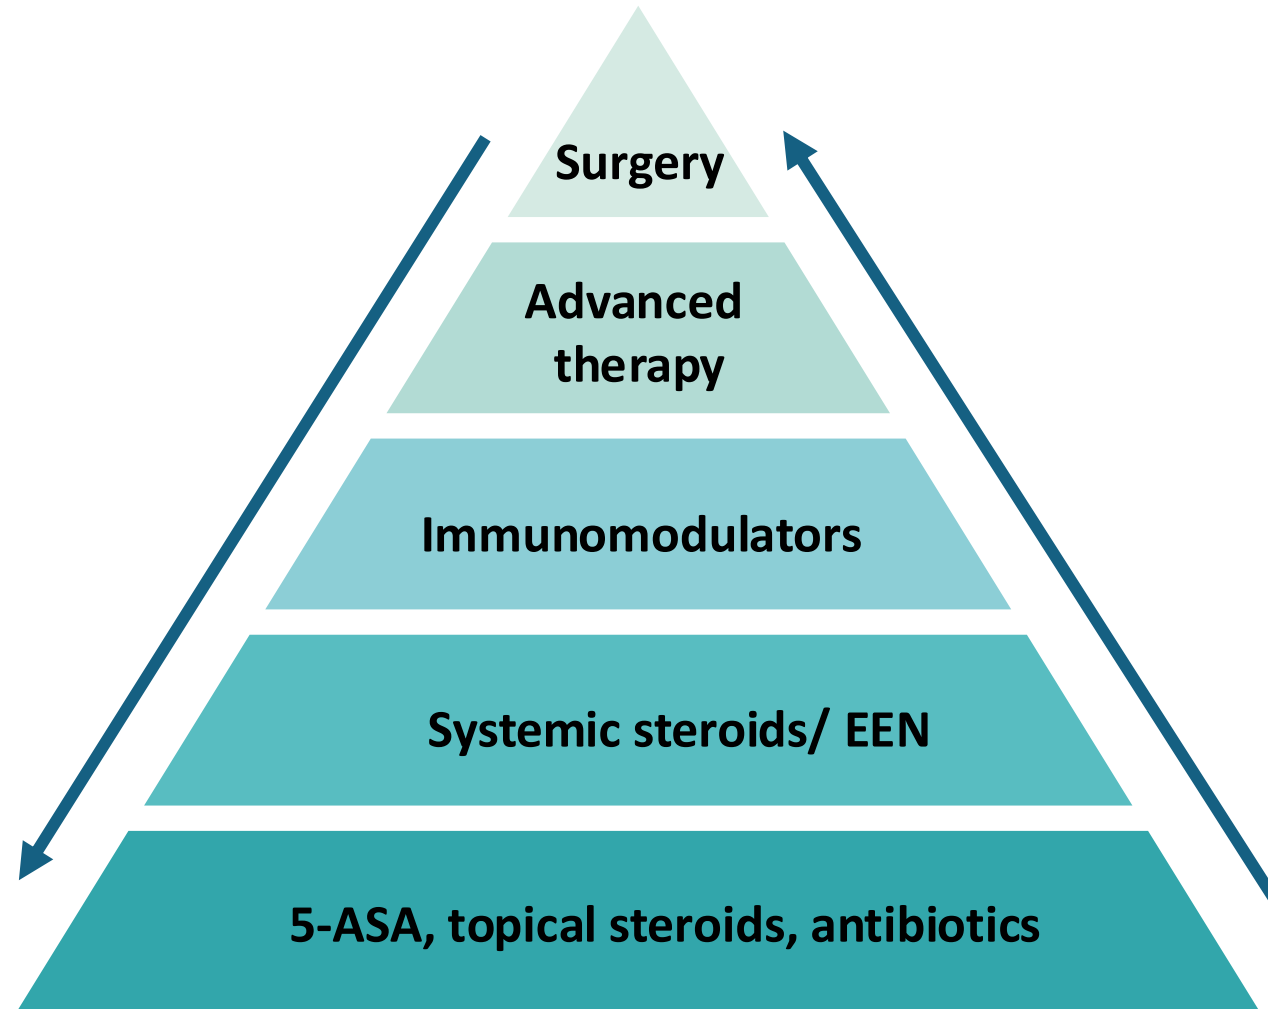 Surgery
Advanced
therapy
Immunomodulators
Systemic steroids/ EEN
5-ASA, topical steroids, antibiotics